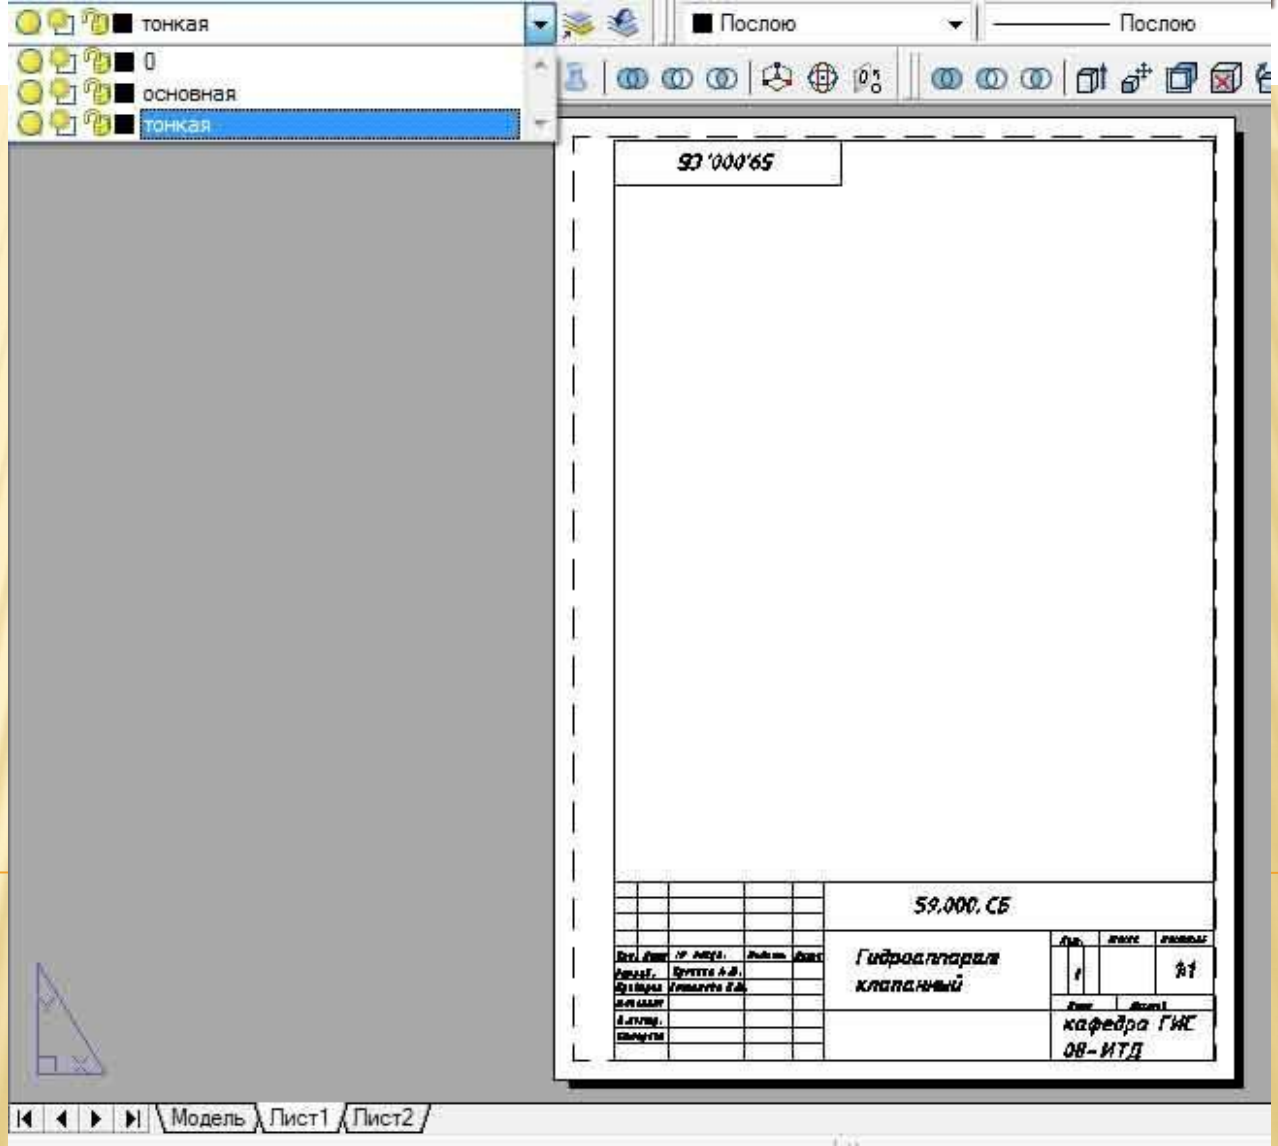 тонкая
Послою
Послою
0
основная
тонкая
59.000. СБ
59.000. СБ
Гидроаппарат
клапанный
1:1
кафедра ГИС
08-ИТД
Модель Лист1 Лист2